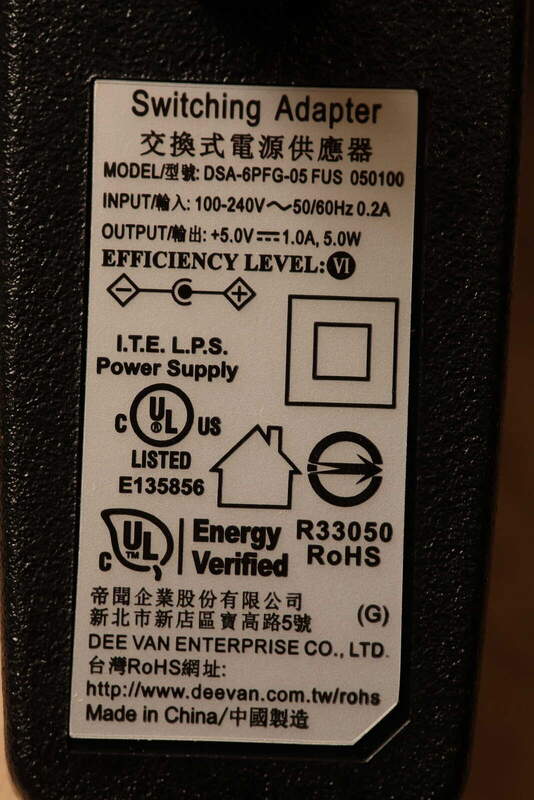 Switching Adapter
交換式電源供應器
MODEL/型號: DSA-6PFG-05 FUS 050100
INPUT/輸入: 100-240V～50/60Hz 0.2A
OUTPUT/輸出: +5.0V⎓1.0A, 5.0W
EFFICIENCY LEVEL: VI
I.T.E. L.P.S.
Power Supply
C UL US
LISTED
E135856
C UL TM
Energy
Verified
R33050
RoHS
帝聞企業股份有限公司
新北市新店區寶高路5號
(G)
DEE VAN ENTERPRISE CO., LTD.
台灣RoHS網址:
http://www.deevan.com.tw/rohs
Made in China/中國製造